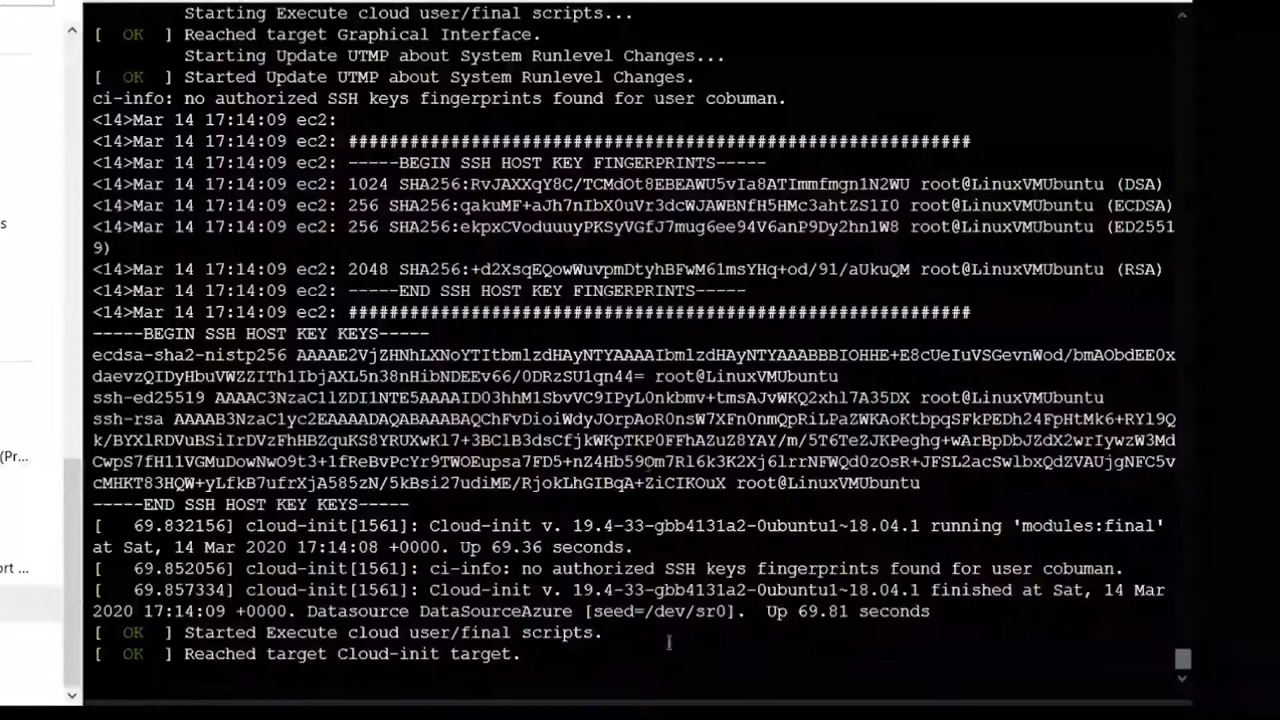 Starting Execute cloud user/final scripts...
[ OK ] Reached target Graphical Interface.
Starting Update UTMP about System Runlevel Changes...
[ OK ] Started Update UTMP about System Runlevel Changes.
ci-info: no authorized SSH keys fingerprints found for user cobuman.
<14>Mar 14 17:14:09 ec2:
<14>Mar 14 17:14:09 ec2: #############################################################
<14>Mar 14 17:14:09 ec2: -----BEGIN SSH HOST KEY FINGERPRINTS-----
<14>Mar 14 17:14:09 ec2: 1024 SHA256:RvJAXXqY8C/TCMdOt8EBEAWU5vIa8ATImmfmgn1N2WU root@LinuxVMUbuntu (DSA)
<14>Mar 14 17:14:09 ec2: 256 SHA256:qakuMF+aJh7nIbX0uVr3dcWJAWBNfH5HMc3ahtZS1I0 root@LinuxVMUbuntu (ECDSA)
<14>Mar 14 17:14:09 ec2: 256 SHA256:ekpxCVoduuuyPKSyVGfJ7mug6ee94V6anP9Dy2hn1W8 root@LinuxVMUbuntu (ED2551
9)
<14>Mar 14 17:14:09 ec2: 2048 SHA256:+d2XsqEQowWuvpmDtyhBFwM61msYHq+od/91/aUkuQM root@LinuxVMUbuntu (RSA)
<14>Mar 14 17:14:09 ec2: -----END SSH HOST KEY FINGERPRINTS-----
<14>Mar 14 17:14:09 ec2: #############################################################
-----BEGIN SSH HOST KEY KEYS-----
ecdsa-sha2-nistp256 AAAAE2VjZHNhLXNoYTItbmlzdHAyNTYAAAAIbmlzdHAyNTYAAABBBIOHHE+E8cUeIuVSGevnWod/bmAObdEE0x
daevzQIDyHbuVWZZITh1IbjAXL5n38nHibNDEEv66/0DRzSU1qn44= root@LinuxVMUbuntu
ssh-ed25519 AAAAC3NzaC1lZDI1NTE5AAAAID03hhM1SbvVC9IPyL0nkbmv+tmsAJvWKQ2xhl7A35DX root@LinuxVMUbuntu
ssh-rsa AAAAB3NzaC1yc2EAAAADAQABAAABAQChFvDioiWdyJOrpAoR0nsW7XFn0nmQpRiLPaZWKAoKtbpqSFkPEDh24FpHtMk6+RYl9Q
k/BYXlRDVuBSiIrDVzFhHBZquKS8YRUXwKl7+3BClB3dsCfjkWKpTKP0FFhAZuz8YAY/m/5T6TeZJKPeghg+wArBpDbJZdX2wrIywzW3Md
CwpS7fHl1VGMuDowNwO9t3+1fReBvPcYr9TWOEupsa7FD5+nZ4Hb59Om7Rl6k3K2Xj6lrrNFWQd0zOsR+JFSL2acSwlbxQdZVAUjgNFC5v
cMHKT83HQW+yLfkB7ufrXjA585zN/5kBsi27udiME/RjokLhGIBqA+ZiCIKOuX root@LinuxVMUbuntu
-----END SSH HOST KEY KEYS-----
[ 69.832156] cloud-init[1561]: Cloud-init v. 19.4-33-gbb4131a2-0ubuntu1~18.04.1 running 'modules:final'
at Sat, 14 Mar 2020 17:14:08 +0000. Up 69.36 seconds.
[ 69.852056] cloud-init[1561]: ci-info: no authorized SSH keys fingerprints found for user cobuman.
[ 69.857334] cloud-init[1561]: Cloud-init v. 19.4-33-gbb4131a2-0ubuntu1~18.04.1 finished at Sat, 14 Mar
2020 17:14:09 +0000. Datasource DataSourceAzure [seed=/dev/sr0]. Up 69.81 seconds
[ OK ] Started Execute cloud user/final scripts.
[ OK ] Reached target Cloud-init target.
s
(Pr...
ort ...